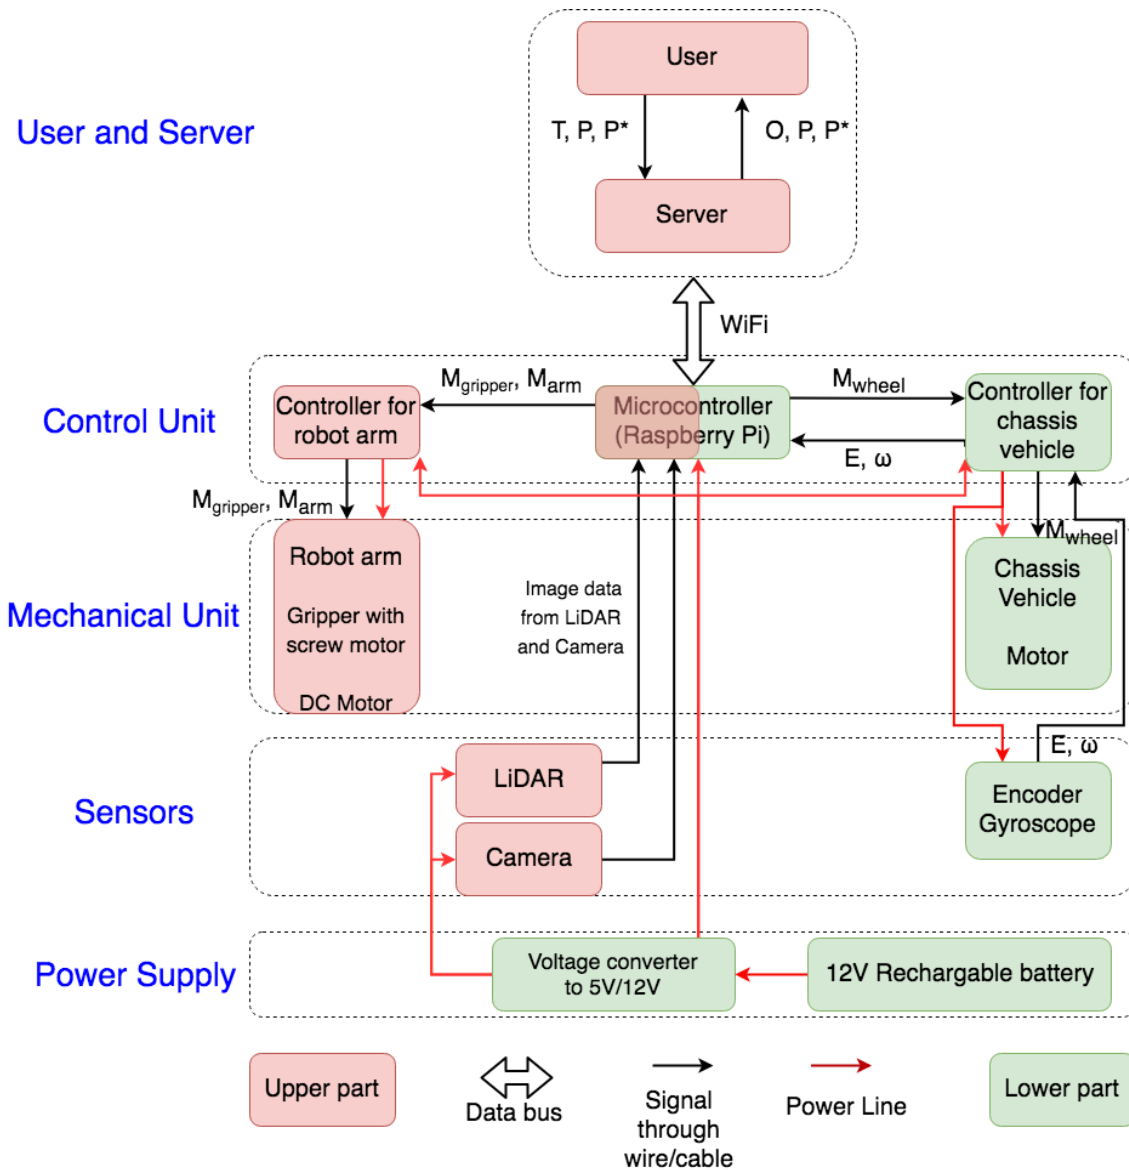 User
T, P, P*
O, P, P*
User and Server
Server
WiFi
Control Unit
Mgripper, Marm
Mwheel
Controller for
robot arm
Microcontroller
(Raspberry Pi)
Controller for
chassis
vehicle
E, ω
Mgripper, Marm
Mwheel
Mechanical Unit
Robot arm
Gripper with
screw motor
DC Motor
Image data
from LiDAR
and Camera
Chassis
Vehicle
Motor
E, ω
Sensors
LiDAR
Camera
Encoder
Gyroscope
Power Supply
Voltage converter
to 5V/12V
12V Rechargable battery
Upper part
Data bus
Signal
through
wire/cable
Power Line
Lower part